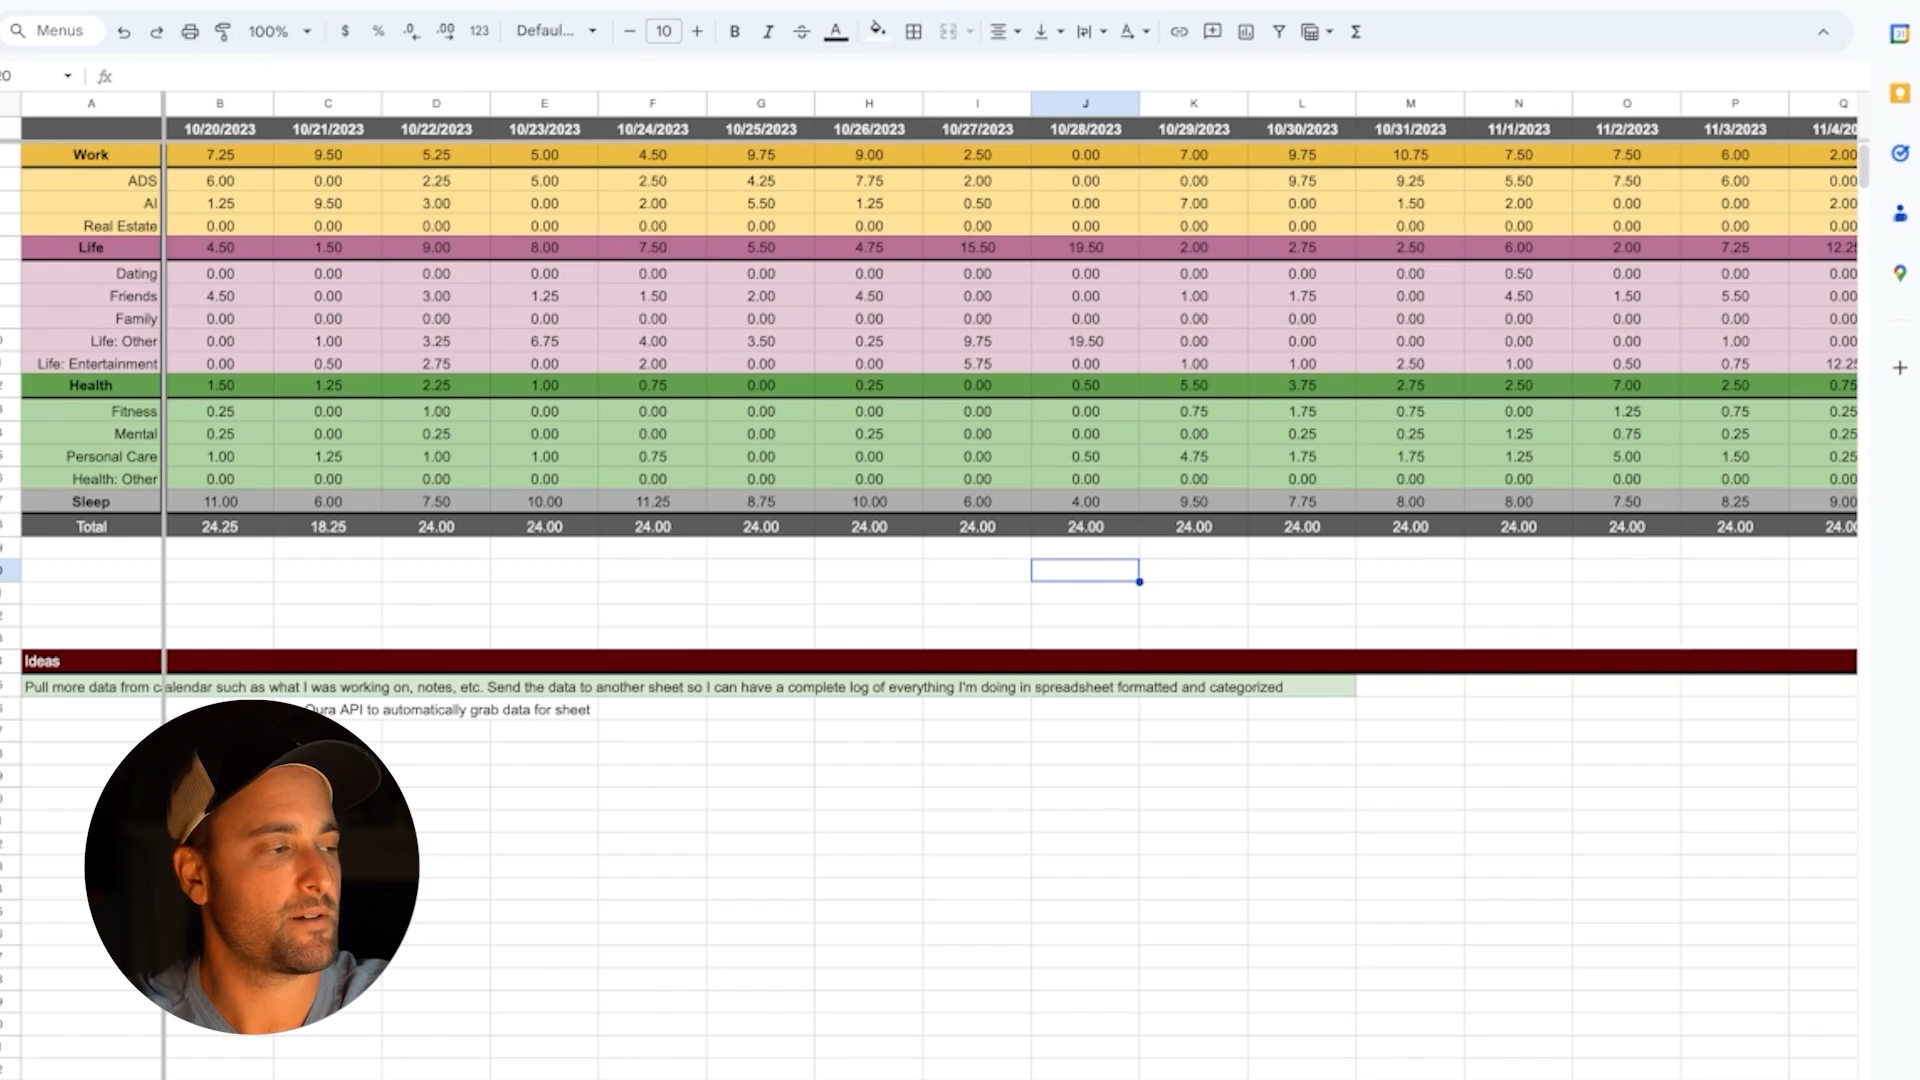 Menus 100% $ % .0 .00 123 Defaul... 10 B I A
fx
A B C D E F G H I J K L M N O P Q
10/20/2023 10/21/2023 10/22/2023 10/23/2023 10/24/2023 10/25/2023 10/26/2023 10/27/2023 10/28/2023 10/29/2023 10/30/2023 10/31/2023 11/1/2023 11/2/2023 11/3/2023 11/4/20
Work 7.25 9.50 5.25 5.00 4.50 9.75 9.00 2.50 0.00 7.00 9.75 10.75 7.50 7.50 6.00 2.00
ADS 6.00 0.00 2.25 5.00 2.50 4.25 7.75 2.00 0.00 0.00 9.75 9.25 5.50 7.50 6.00 0.00
AI 1.25 9.50 3.00 0.00 2.00 5.50 1.25 0.50 0.00 7.00 0.00 1.50 2.00 0.00 0.00 2.00
Real Estate 0.00 0.00 0.00 0.00 0.00 0.00 0.00 0.00 0.00 0.00 0.00 0.00 0.00 0.00 0.00 0.00
Life 4.50 1.50 9.00 8.00 7.50 5.50 4.75 15.50 19.50 2.00 2.75 2.50 6.00 2.00 7.25 12.25
Dating 0.00 0.00 0.00 0.00 0.00 0.00 0.00 0.00 0.00 0.00 0.00 0.00 0.50 0.00 0.00 0.00
Friends 4.50 0.00 3.00 1.25 1.50 2.00 4.50 0.00 0.00 1.00 1.75 0.00 4.50 1.50 5.50 0.00
Family 0.00 0.00 0.00 0.00 0.00 0.00 0.00 0.00 0.00 0.00 0.00 0.00 0.00 0.00 0.00 0.00
Life: Other 0.00 1.00 3.25 6.75 4.00 3.50 0.25 9.75 19.50 0.00 0.00 0.00 0.00 0.00 1.00 0.00
Life: Entertainment 0.00 0.50 2.75 0.00 2.00 0.00 0.00 5.75 0.00 1.00 1.00 2.50 1.00 0.50 0.75 12.25
Health 1.50 1.25 2.25 1.00 0.75 0.00 0.25 0.00 0.50 5.50 3.75 2.75 2.50 7.00 2.50 0.75
Fitness 0.25 0.00 1.00 0.00 0.00 0.00 0.00 0.00 0.00 0.75 1.75 0.75 0.00 1.25 0.75 0.25
Mental 0.25 0.00 0.25 0.00 0.00 0.00 0.25 0.00 0.00 0.00 0.25 0.25 1.25 0.75 0.25 0.25
Personal Care 1.00 1.25 1.00 1.00 0.75 0.00 0.00 0.00 0.50 4.75 1.75 1.75 1.25 5.00 1.50 0.25
Health: Other 0.00 0.00 0.00 0.00 0.00 0.00 0.00 0.00 0.00 0.00 0.00 0.00 0.00 0.00 0.00 0.00
Sleep 11.00 6.00 7.50 10.00 11.25 8.75 10.00 6.00 4.00 9.50 7.75 8.00 8.00 7.50 8.25 9.00
Total 24.25 18.25 24.00 24.00 24.00 24.00 24.00 24.00 24.00 24.00 24.00 24.00 24.00 24.00 24.00 24.00
Ideas
Pull more data from calendar such as what I was working on, notes, etc. Send the data to another sheet so I can have a complete log of everything I'm doing in spreadsheet formatted and categorized
Oura API to automatically grab data for sheet